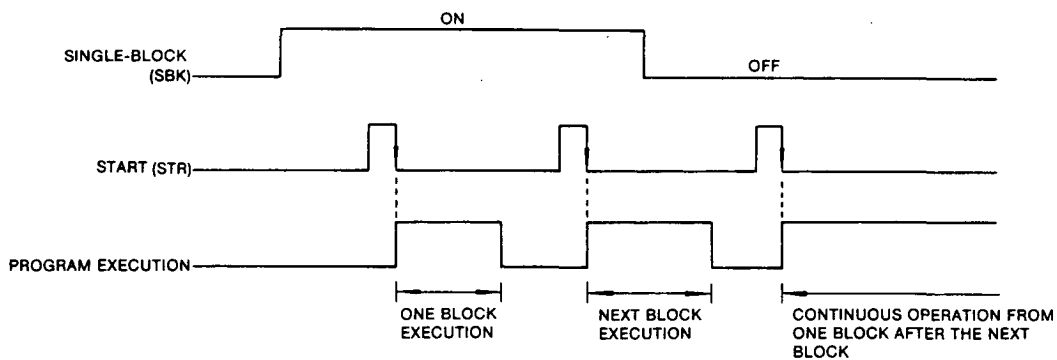 ON
SINGLE-BLOCK
(SBK)
OFF
START (STR)
PROGRAM EXECUTION
ONE BLOCK
EXECUTION
NEXT BLOCK
EXECUTION
CONTINUOUS OPERATION FROM
ONE BLOCK AFTER THE NEXT
BLOCK